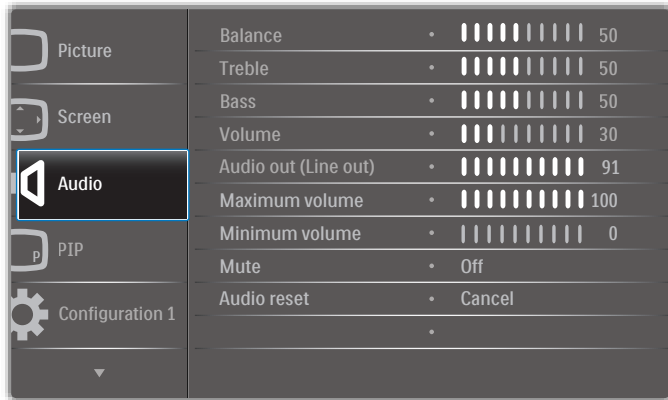 Picture
Screen
Audio
P
PIP
Configuration 1
Balance 50
Treble 50
Bass 50
Volume 30
Audio out (Line out) 91
Maximum volume 100
Minimum volume 0
Mute Off
Audio reset Cancel